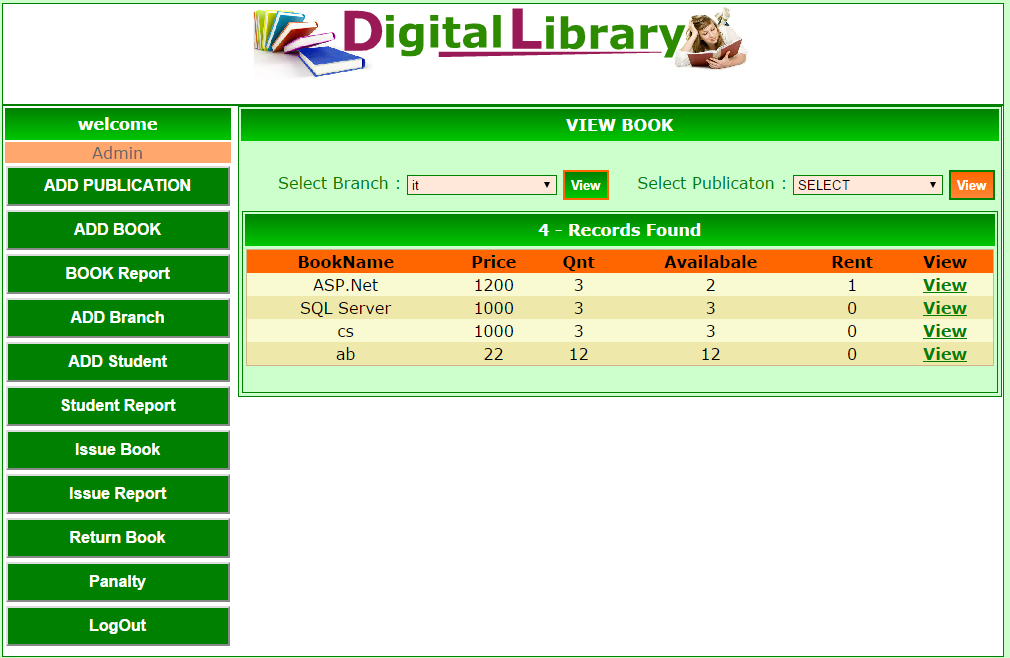 Digital Library
welcome
Admin
ADD PUBLICATION
ADD BOOK
BOOK Report
ADD Branch
ADD Student
Student Report
Issue Book
Issue Report
Return Book
Panalty
LogOut
VIEW BOOK
Select Branch : it View Select Publicaton : SELECT View
4 - Records Found
BookName Price Qnt Availabale Rent View
ASP.Net 1200 3 2 1 View
SQL Server 1000 3 3 0 View
cs 1000 3 3 0 View
ab 22 12 12 0 View